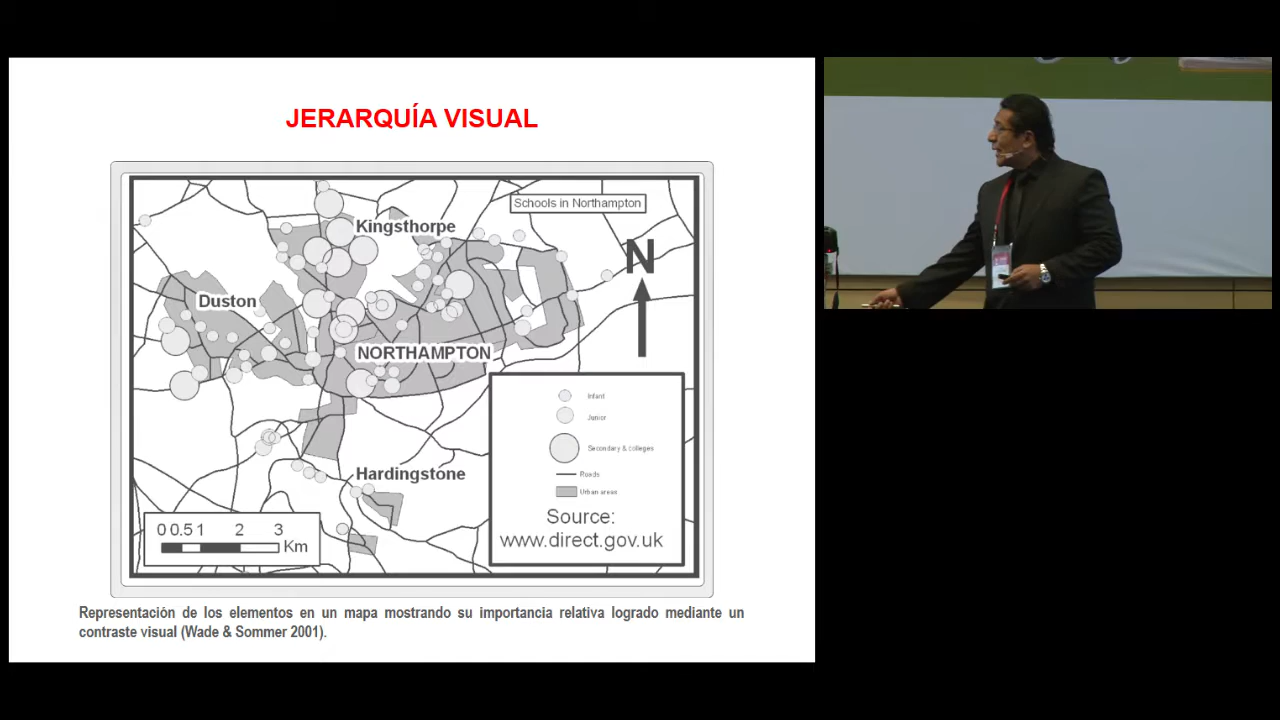 JERARQUÍA VISUAL
Schools in Northampton
Kingsthorpe
N
Duston
NORTHAMPTON
Infant
Junior
Secondary & colleges
Roads
Urban areas
Hardingstone
Source:
www.direct.gov.uk
0 0.5 1 2 3
Km
Representación de los elementos en un mapa mostrando su importancia relativa logrado mediante un
contraste visual (Wade & Sommer 2001).